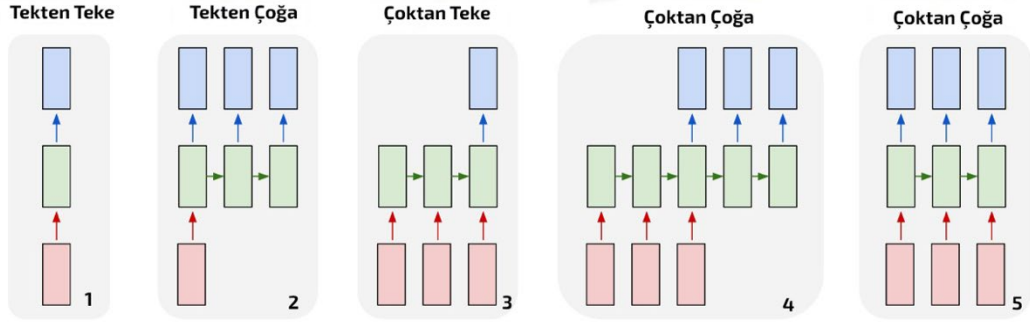 Tekten Teke
Tekten Çoğa
Çoktan Teke
Çoktan Çoğa
Çoktan Çoğa
1
2
3
4
5